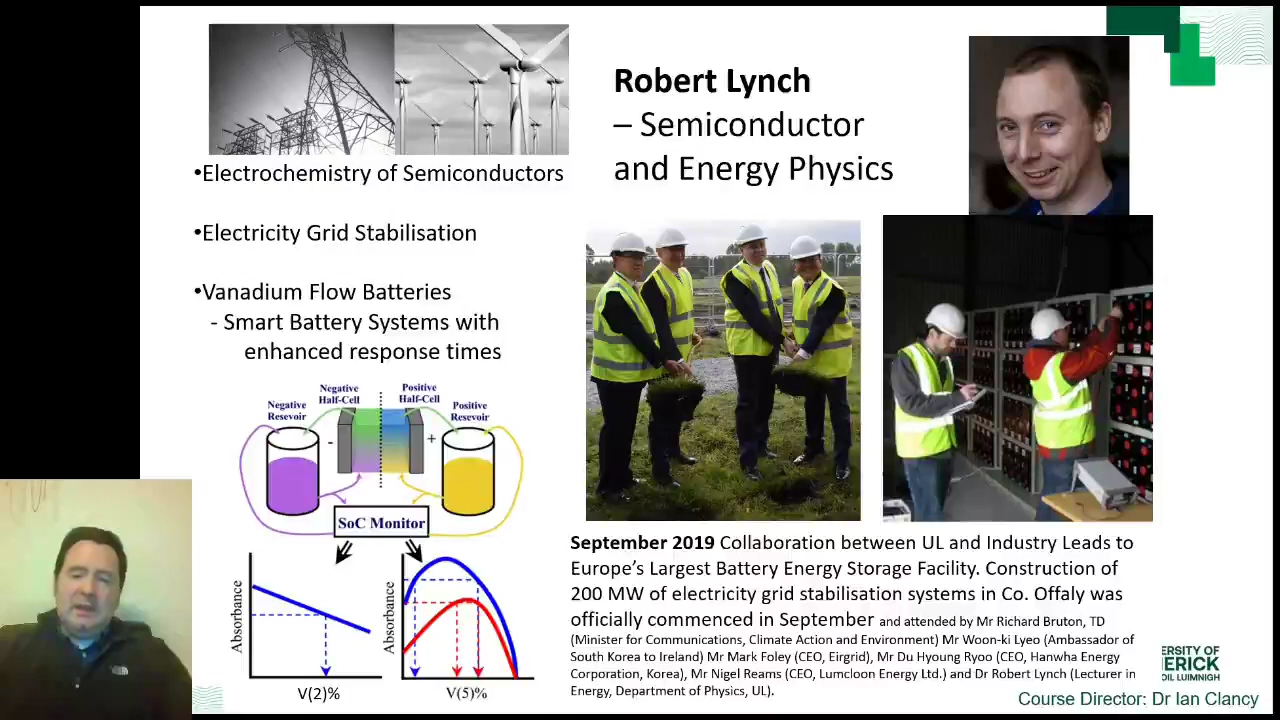 Robert Lynch
– Semiconductor
and Energy Physics
•Electrochemistry of Semiconductors
•Electricity Grid Stabilisation
•Vanadium Flow Batteries
- Smart Battery Systems with
enhanced response times
Negative
Half-Cell
Positive
Half-Cell
Negative
Resevoir
Positive
Resevoir
-
+
SoC Monitor
Absorbance
V(2)%
Absorbance
V(5)%
September 2019 Collaboration between UL and Industry Leads to
Europe’s Largest Battery Energy Storage Facility. Construction of
200 MW of electricity grid stabilisation systems in Co. Offaly was
officially commenced in September and attended by Mr Richard Bruton, TD
(Minister for Communications, Climate Action and Environment) Mr Woon-ki Lyeo (Ambassador of
South Korea to Ireland) Mr Mark Foley (CEO, Eirgrid), Mr Du Hyoung Ryoo (CEO, Hanwha Energy
Corporation, Korea), Mr Nigel Reams (CEO, Lumcloon Energy Ltd.) and Dr Robert Lynch (Lecturer in
Energy, Department of Physics, UL).
ERSITY OF
ERICK
OIL LUIMNIGH
Course Director: Dr Ian Clancy